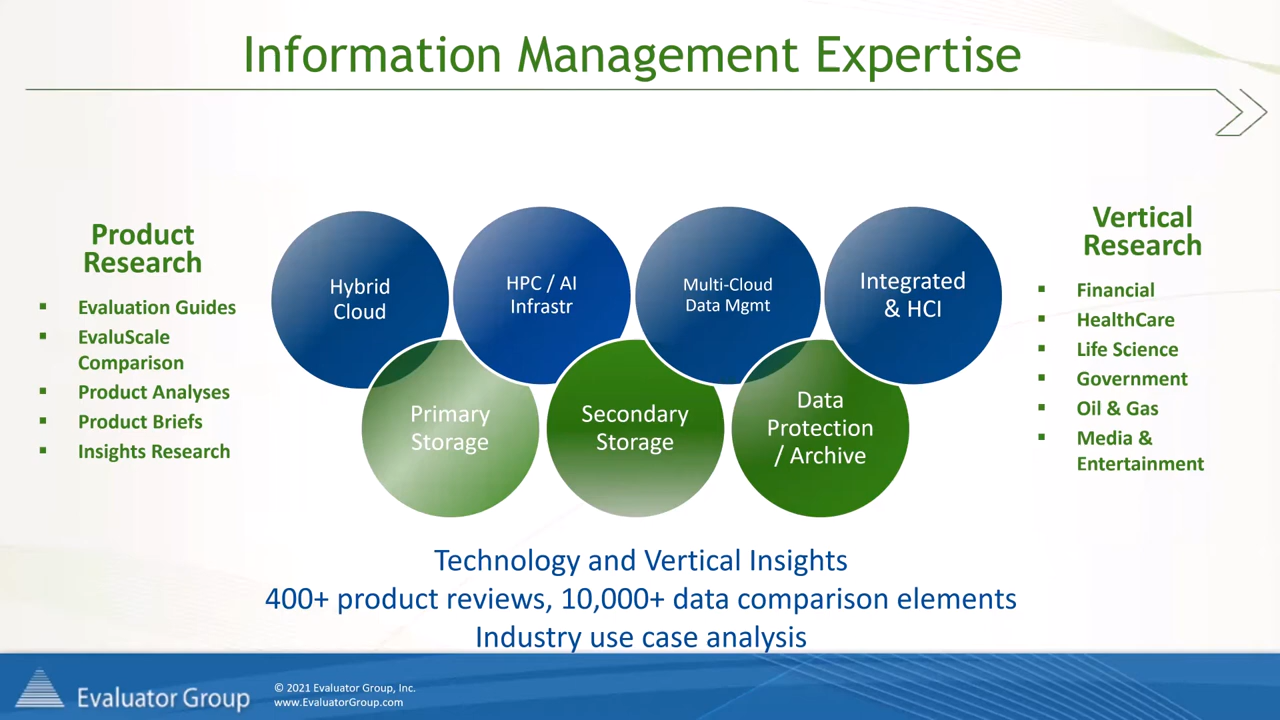 Information Management Expertise
Product
Research
▪ Evaluation Guides
▪ EvaluScale
Comparison
▪ Product Analyses
▪ Product Briefs
▪ Insights Research
Hybrid
Cloud
HPC / AI
Infrastr
Multi-Cloud
Data Mgmt
Integrated
& HCI
Primary
Storage
Secondary
Storage
Data
Protection
/ Archive
Vertical
Research
▪ Financial
▪ HealthCare
▪ Life Science
▪ Government
▪ Oil & Gas
▪ Media &
Entertainment
Technology and Vertical Insights
400+ product reviews, 10,000+ data comparison elements
Industry use case analysis
Evaluator Group
© 2021 Evaluator Group, Inc.
www.EvaluatorGroup.com